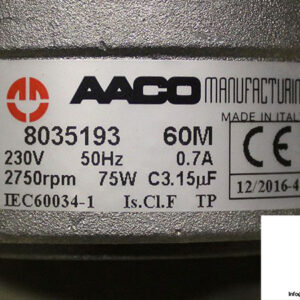 AACO MANUFACTURIN
MADE IN ITAL
8035193 60M
230V 50Hz 0.7A
2750rpm 75W C3.15µF
IEC60034-1 Is.Cl.F TP
CE
12/2016-4